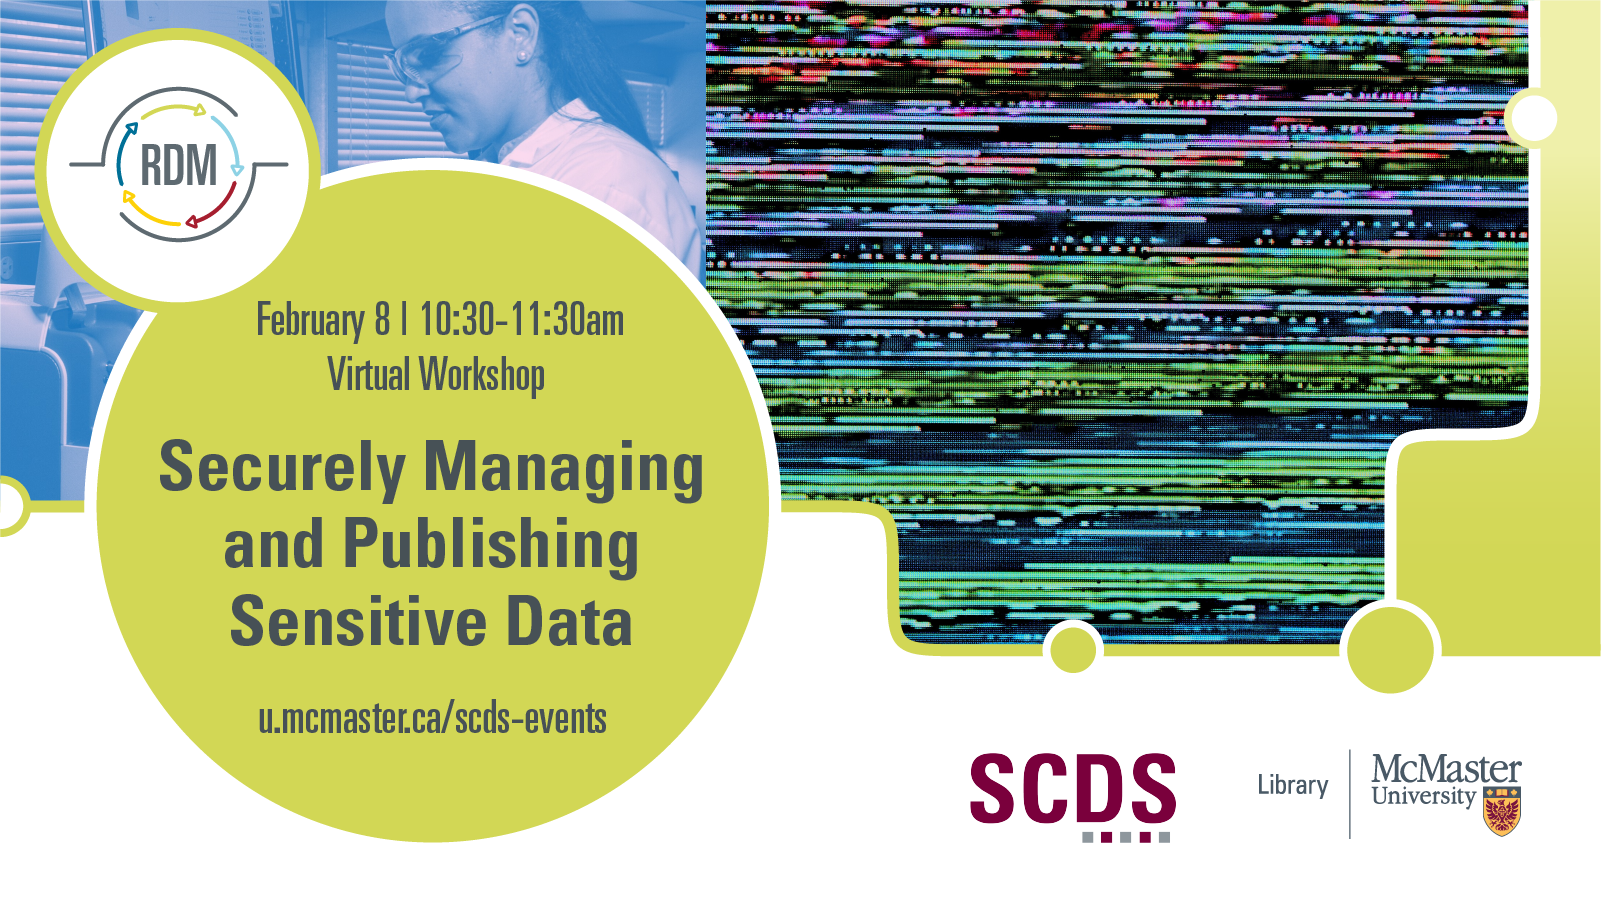 RDM
February 8 | 10:30-11:30am
Virtual Workshop
Securely Managing
and Publishing
Sensitive Data
u.mcmaster.ca/scds-events
SCDS
Library
McMaster
University